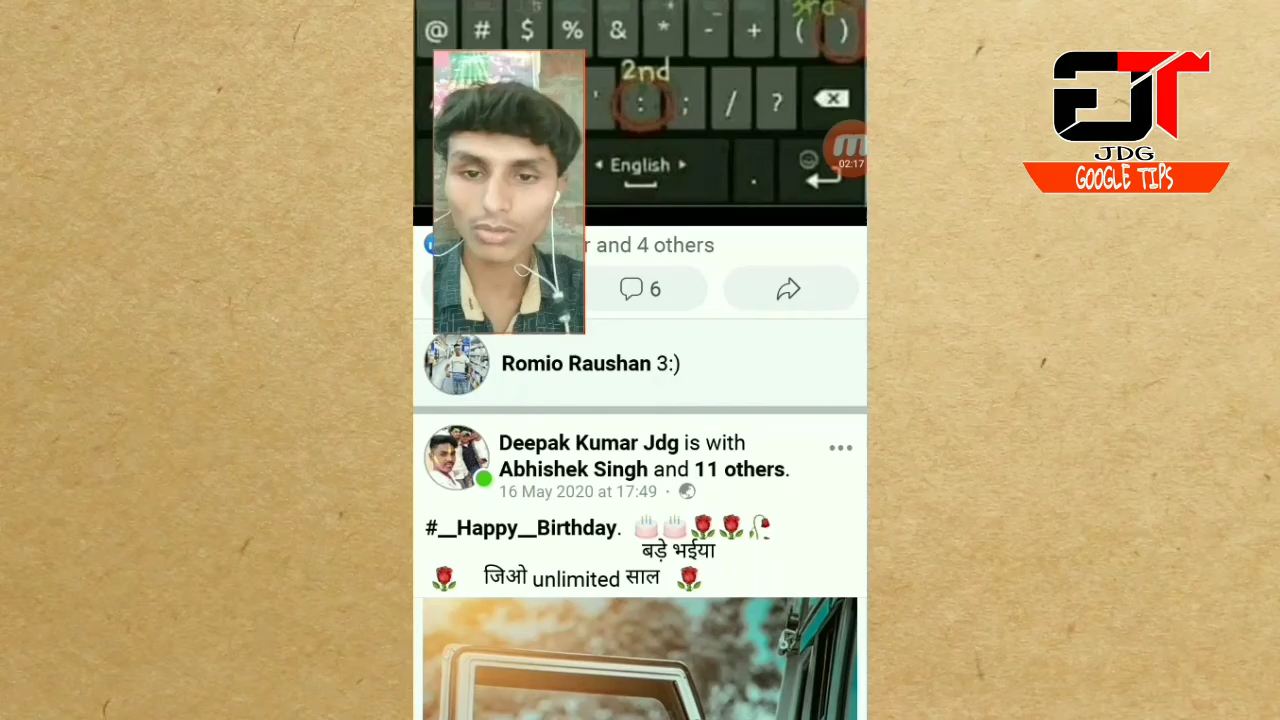 3rd
@ # $ % & * - + ( )
2nd
' : ; / ?
English
.
02:17
JDG
GOOGLE TIPS
r and 4 others
6
Romio Raushan 3:)
Deepak Kumar Jdg is with
Abhishek Singh and 11 others.
16 May 2020 at 17:49 ·
#__Happy__Birthday. 🎂🎂🌹🌹🥀
बड़े भईया
🌹 जिओ unlimited साल 🌹